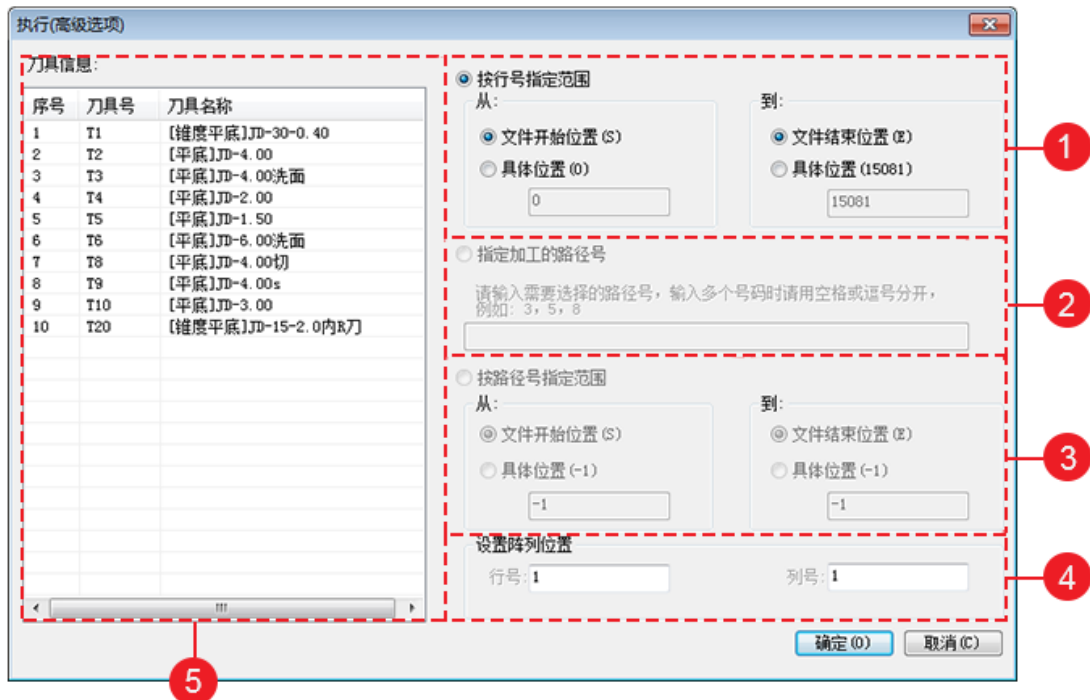 执行(高级选项)
刀具信息:
序号 刀具号 刀具名称
1 T1 [锥度平底]JD-30-0.40
2 T2 [平底]JD-4.00
3 T3 [平底]JD-4.00洗面
4 T4 [平底]JD-2.00
5 T5 [平底]JD-1.50
6 T6 [平底]JD-6.00洗面
7 T8 [平底]JD-4.00切
8 T9 [平底]JD-4.00s
9 T10 [平底]JD-3.00
10 T20 [锥度平底]JD-15-2.0内R刀
5
按行号指定范围
从: 到:
文件开始位置(S) 文件结束位置(E)
具体位置(0) 具体位置(15081)
0 15081
1
指定加工的路径号
请输入需要选择的路径号，输入多个号码时请用空格或逗号分开，
例如: 3, 5, 8
2
按路径号指定范围
从: 到:
文件开始位置(S) 文件结束位置(E)
具体位置(-1) 具体位置(-1)
-1 -1
3
设置阵列位置
行号: 1 列号: 1
4
确定(O) 取消(C)